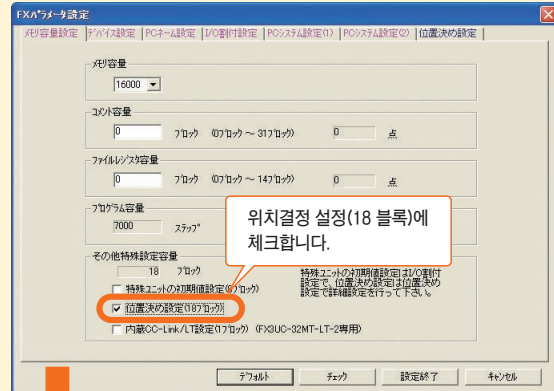 FXパラメータ設定
メモリ容量設定 デバイス設定 PCネーム設定 I/O割付設定 PCシステム設定(1) PCシステム設定(2) 位置決め設定
メモリ容量
16000
コメント容量
0 ブロック (0ブロック ～ 31ブロック) 0 点
ファイルレジスタ容量
0 ブロック (0ブロック ～ 147ブロック) 0 点
プログラム容量
7000 ステップ
위치결정 설정(18 블록)에
체크합니다.
その他特殊設定容量
18 ブロック
特殊ユニットの初期値設定はI/O割付
設定で、位置決め設定は位置決め
設定で詳細設定を行って下さい。
特殊ユニットの初期値設定(8ブロック)
位置決め設定(18ブロック)
内蔵CC-Link/LT設定(1ブロック) (FX3UC-32MT-LT-2専用)
デフォルト チェック 設定終了 キャンセル